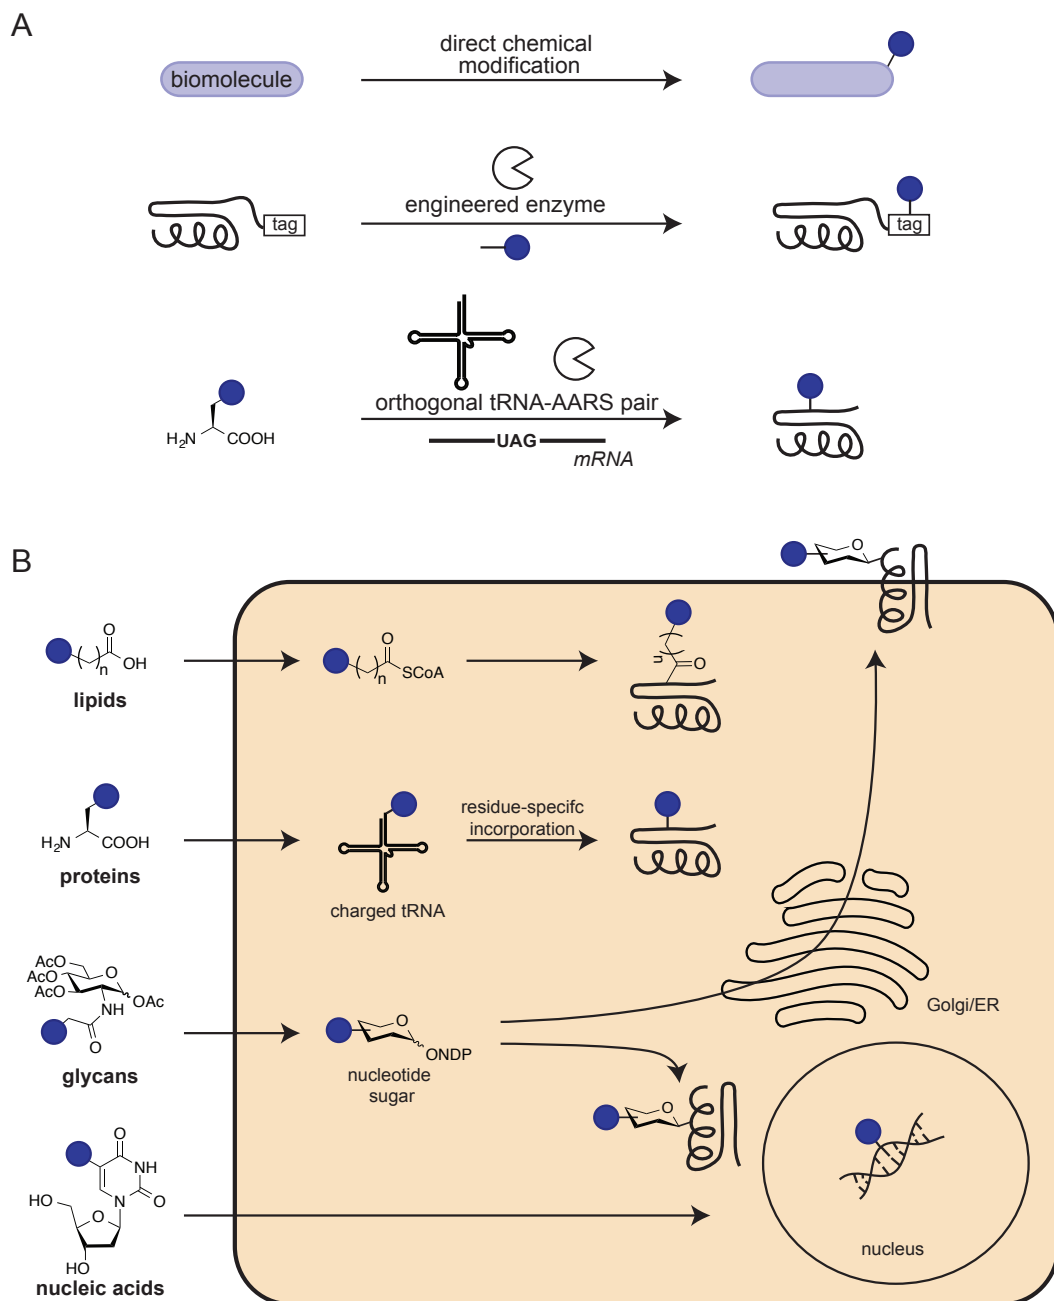 A
direct chemical
modification
biomolecule
engineered enzyme
tag
tag
orthogonal tRNA-AARS pair
H2N
COOH
UAG
mRNA
B
O
O
OH
n
lipids
O
SCoA
n
O
n
H2N
COOH
proteins
charged tRNA
residue-specifc
incorporation
AcO
AcO
AcO
O
OAc
NH
O
glycans
O
ONDP
nucleotide
sugar
Golgi/ER
O
O
NH
N
O
HO
O
HO
nucleic acids
nucleus